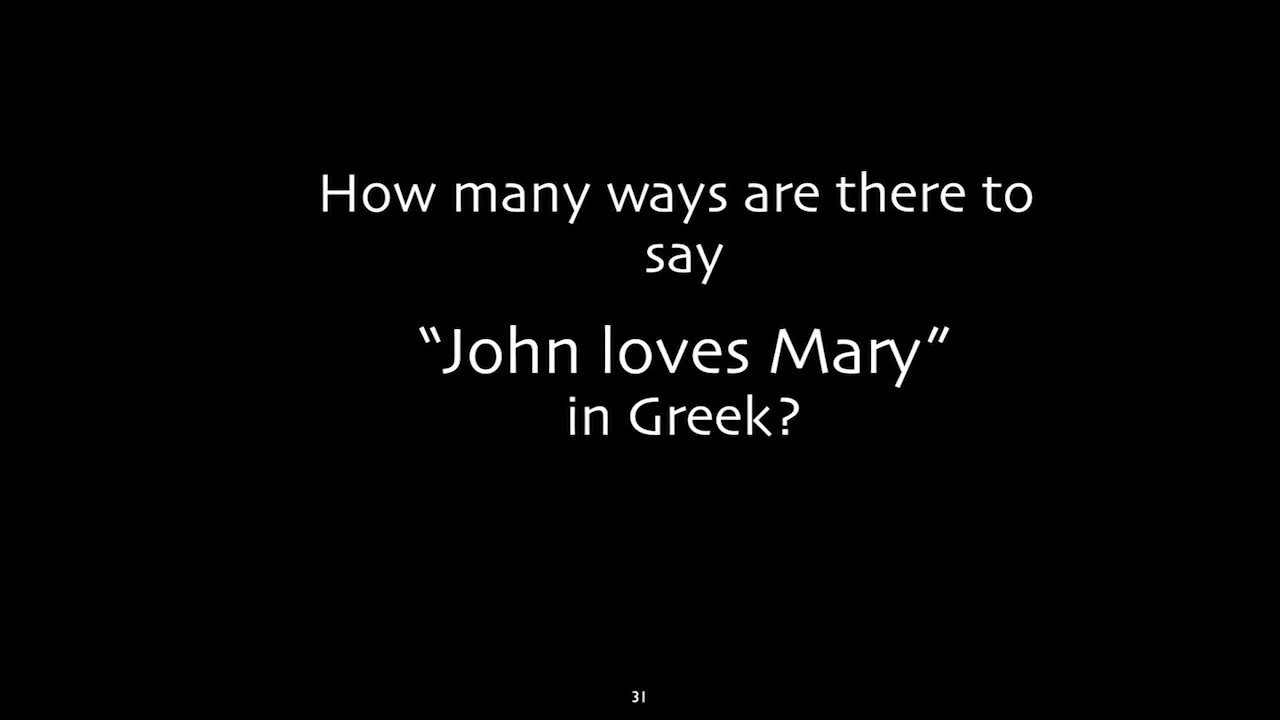 How many ways are there to
say
“John loves Mary”
in Greek?
31